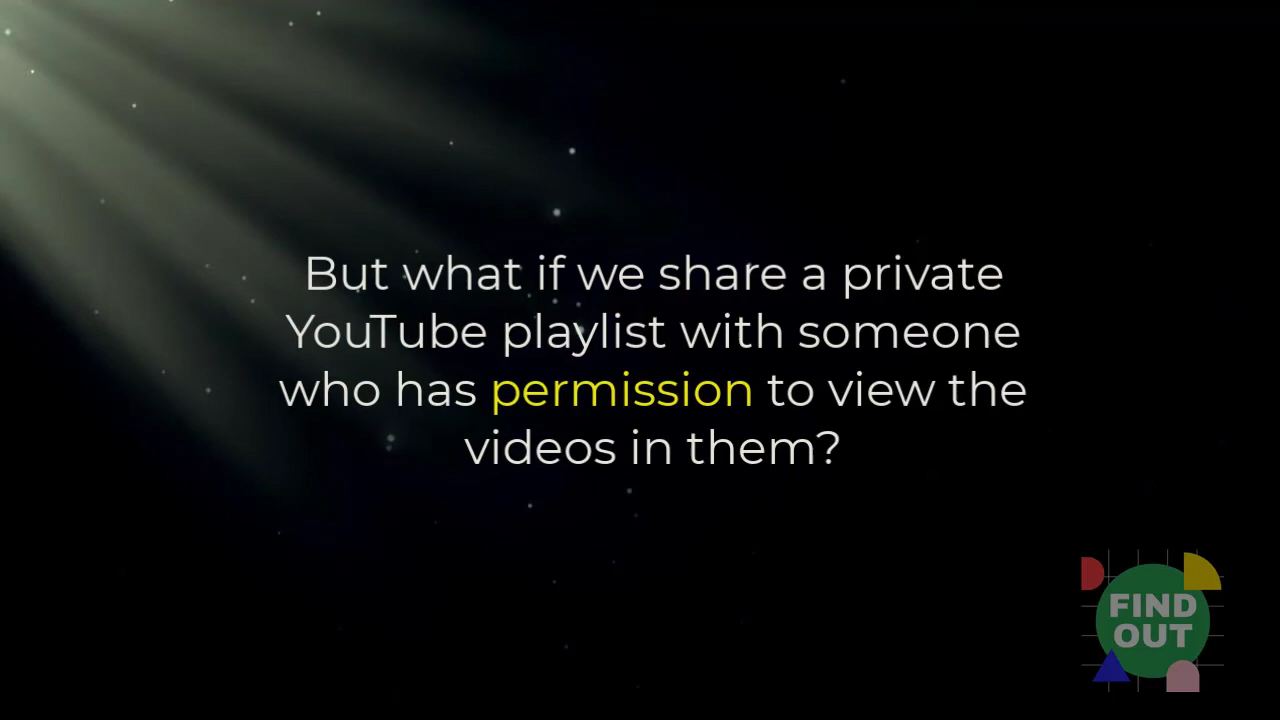 But what if we share a private
YouTube playlist with someone
who has permission to view the
videos in them?
FIND
OUT